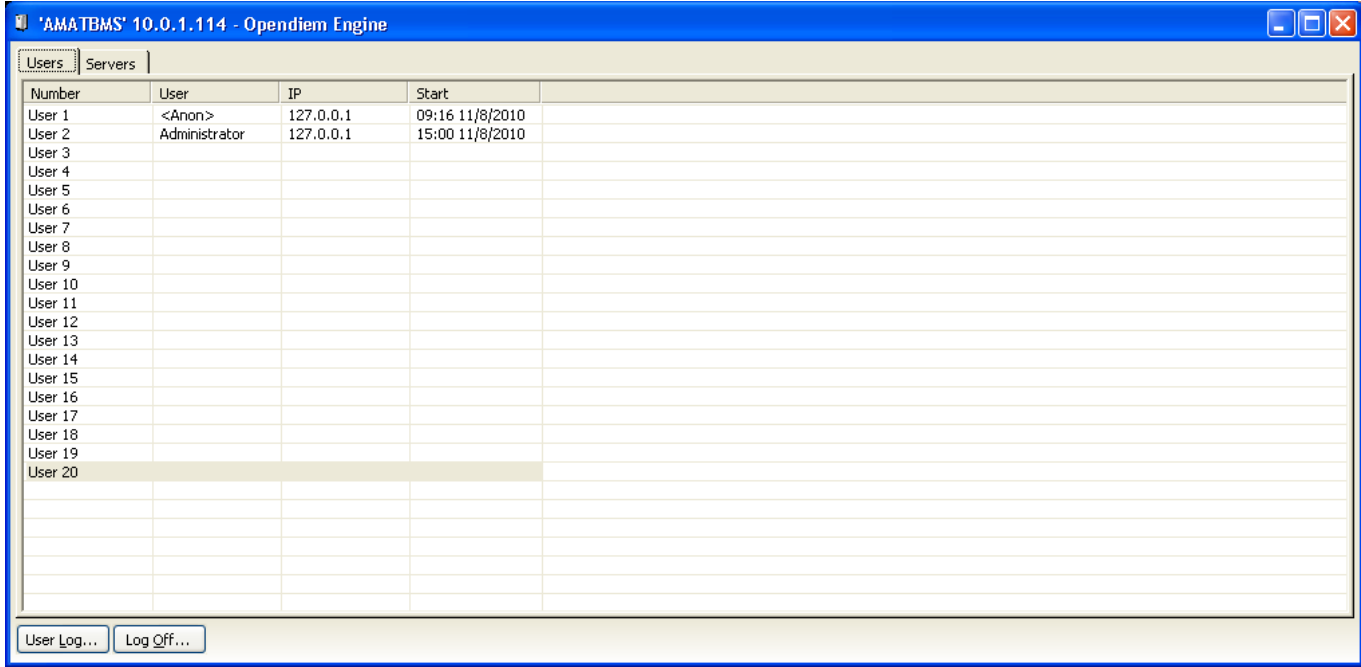 'AMATBMS' 10.0.1.114 - Opendiem Engine
Users Servers
Number User IP Start
User 1 <Anon> 127.0.0.1 09:16 11/8/2010
User 2 Administrator 127.0.0.1 15:00 11/8/2010
User 3
User 4
User 5
User 6
User 7
User 8
User 9
User 10
User 11
User 12
User 13
User 14
User 15
User 16
User 17
User 18
User 19
User 20
User Log... Log Off...